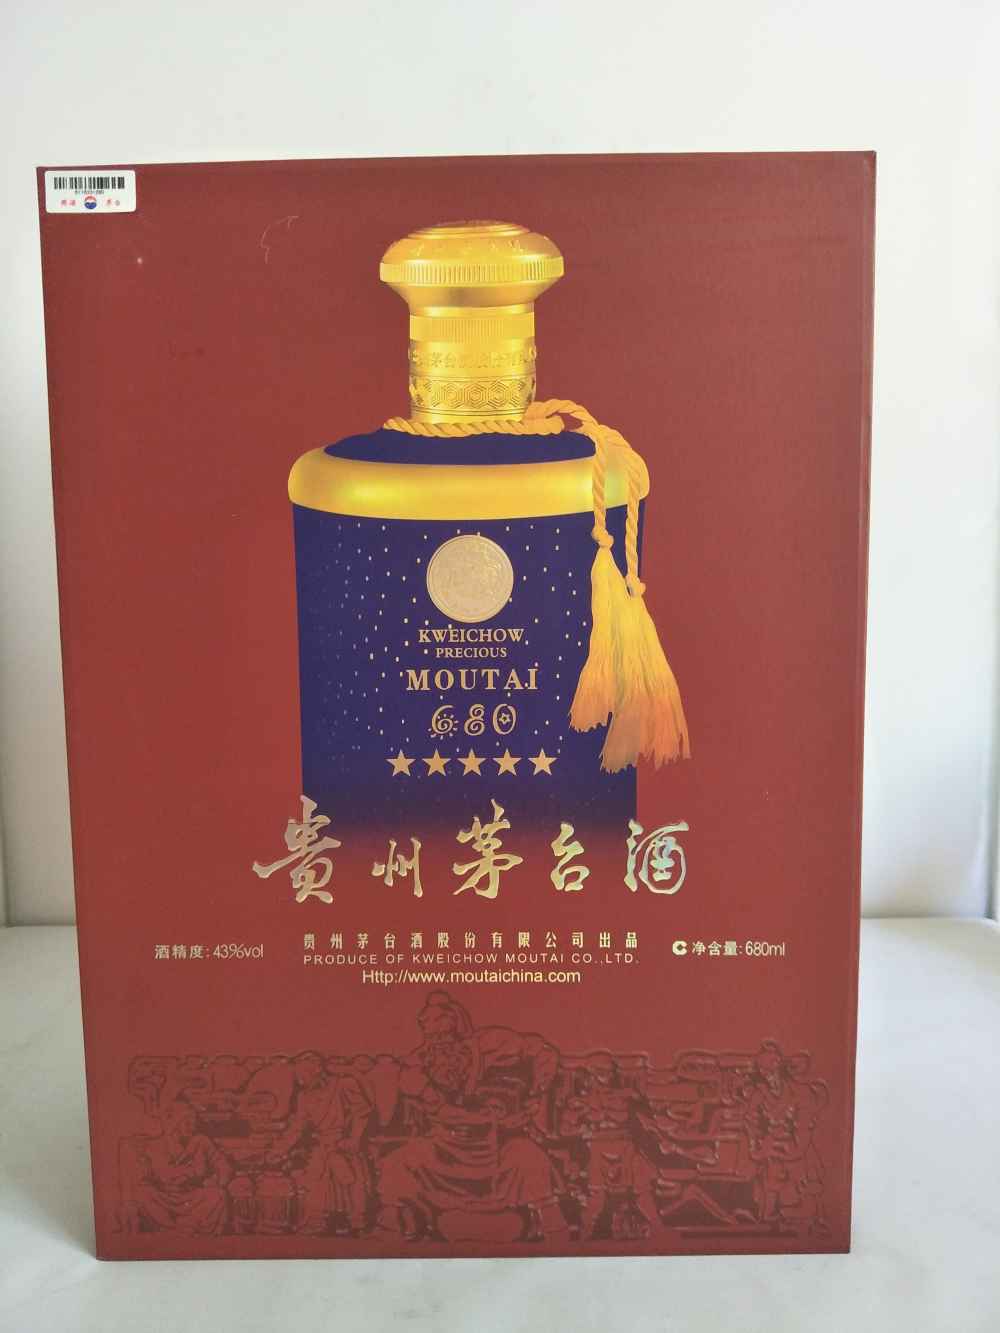 KWEICHOW
PRECIOUS
MOUTAI
680
贵州茅台酒
酒精度: 43%vol
贵州茅台酒股份有限公司出品
PRODUCE OF KWEICHOW MOUTAI CO.,LTD.
Http://www.moutaichina.com
C 净含量: 680ml